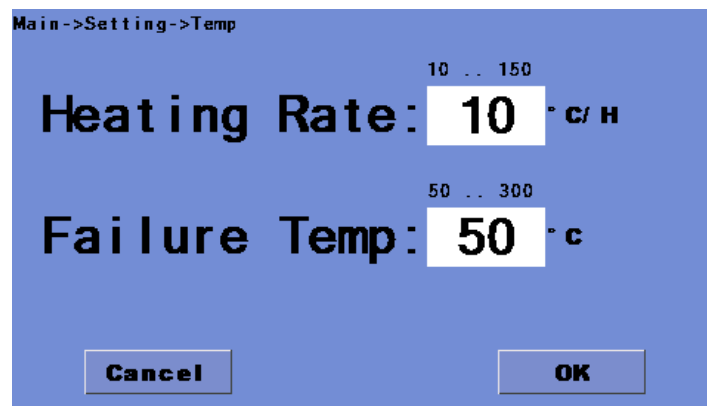 Main->Setting->Temp
10 .. 150
Heating Rate: 10 °C/ H
50 .. 300
Failure Temp: 50 °C
Cancel OK